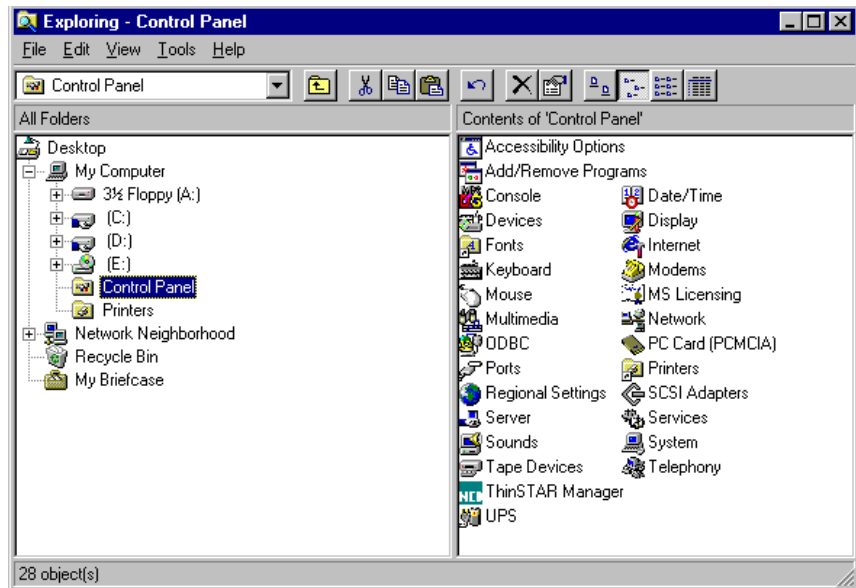 Exploring - Control Panel
File Edit View Tools Help
Control Panel
All Folders
Contents of 'Control Panel'
Desktop
My Computer
3½ Floppy (A:)
(C:)
(D:)
(E:)
Control Panel
Printers
Network Neighborhood
Recycle Bin
My Briefcase
Accessibility Options
Add/Remove Programs
Console Date/Time
Devices Display
Fonts Internet
Keyboard Modems
Mouse MS Licensing
Multimedia Network
ODBC PC Card (PCMCIA)
Ports Printers
Regional Settings SCSI Adapters
Server Services
Sounds System
Tape Devices Telephony
ThinSTAR Manager
UPS
28 object(s)